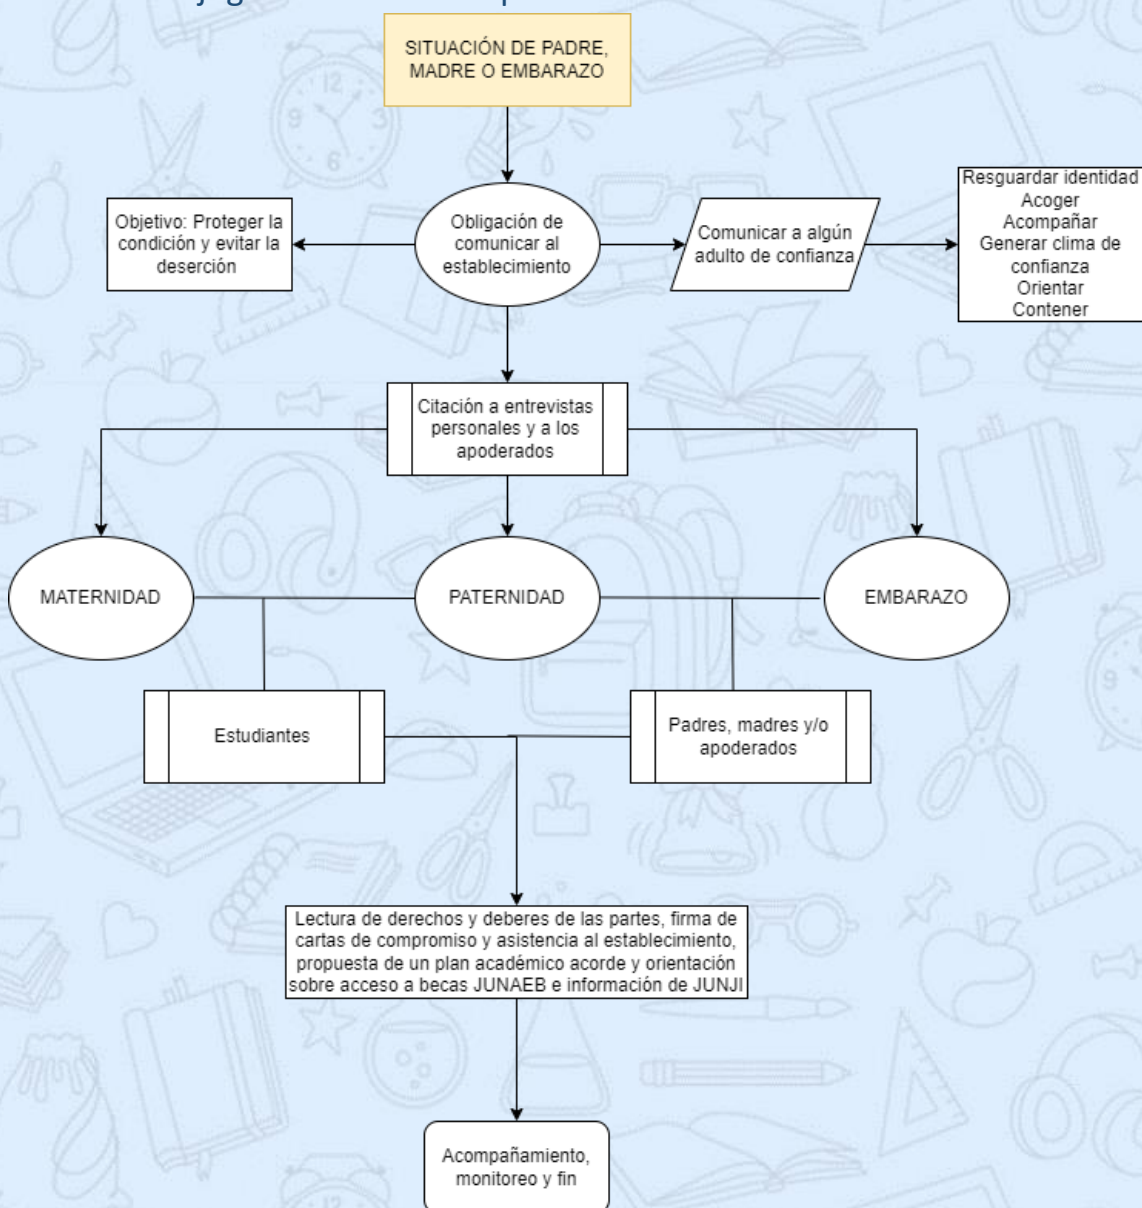 SITUACIÓN DE PADRE,
MADRE O EMBARAZO
Objetivo: Proteger la
condición y evitar la
deserción
Obligación de
comunicar al
establecimiento
Comunicar a algún
adulto de confianza
Resguardar identidad
Acoger
Acompañar
Generar clima de
confianza
Orientar
Contener
Citación a entrevistas
personales y a los
apoderados
MATERNIDAD
PATERNIDAD
EMBARAZO
Estudiantes
Padres, madres y/o
apoderados
Lectura de derechos y deberes de las partes, firma de
cartas de compromiso y asistencia al establecimiento,
propuesta de un plan académico acorde y orientación
sobre acceso a becas JUNAEB e información de JUNJI
Acompañamiento,
monitoreo y fin